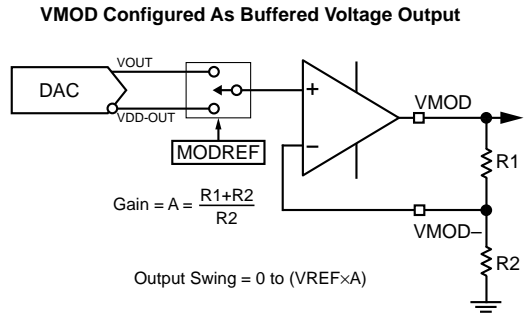 VMOD Configured As Buffered Voltage Output
VOUT
DAC
VDD-OUT
MODREF
+
–
VMOD
R1
VMOD–
R2
Gain = A = R1+R2
R2
Output Swing = 0 to (VREF×A)